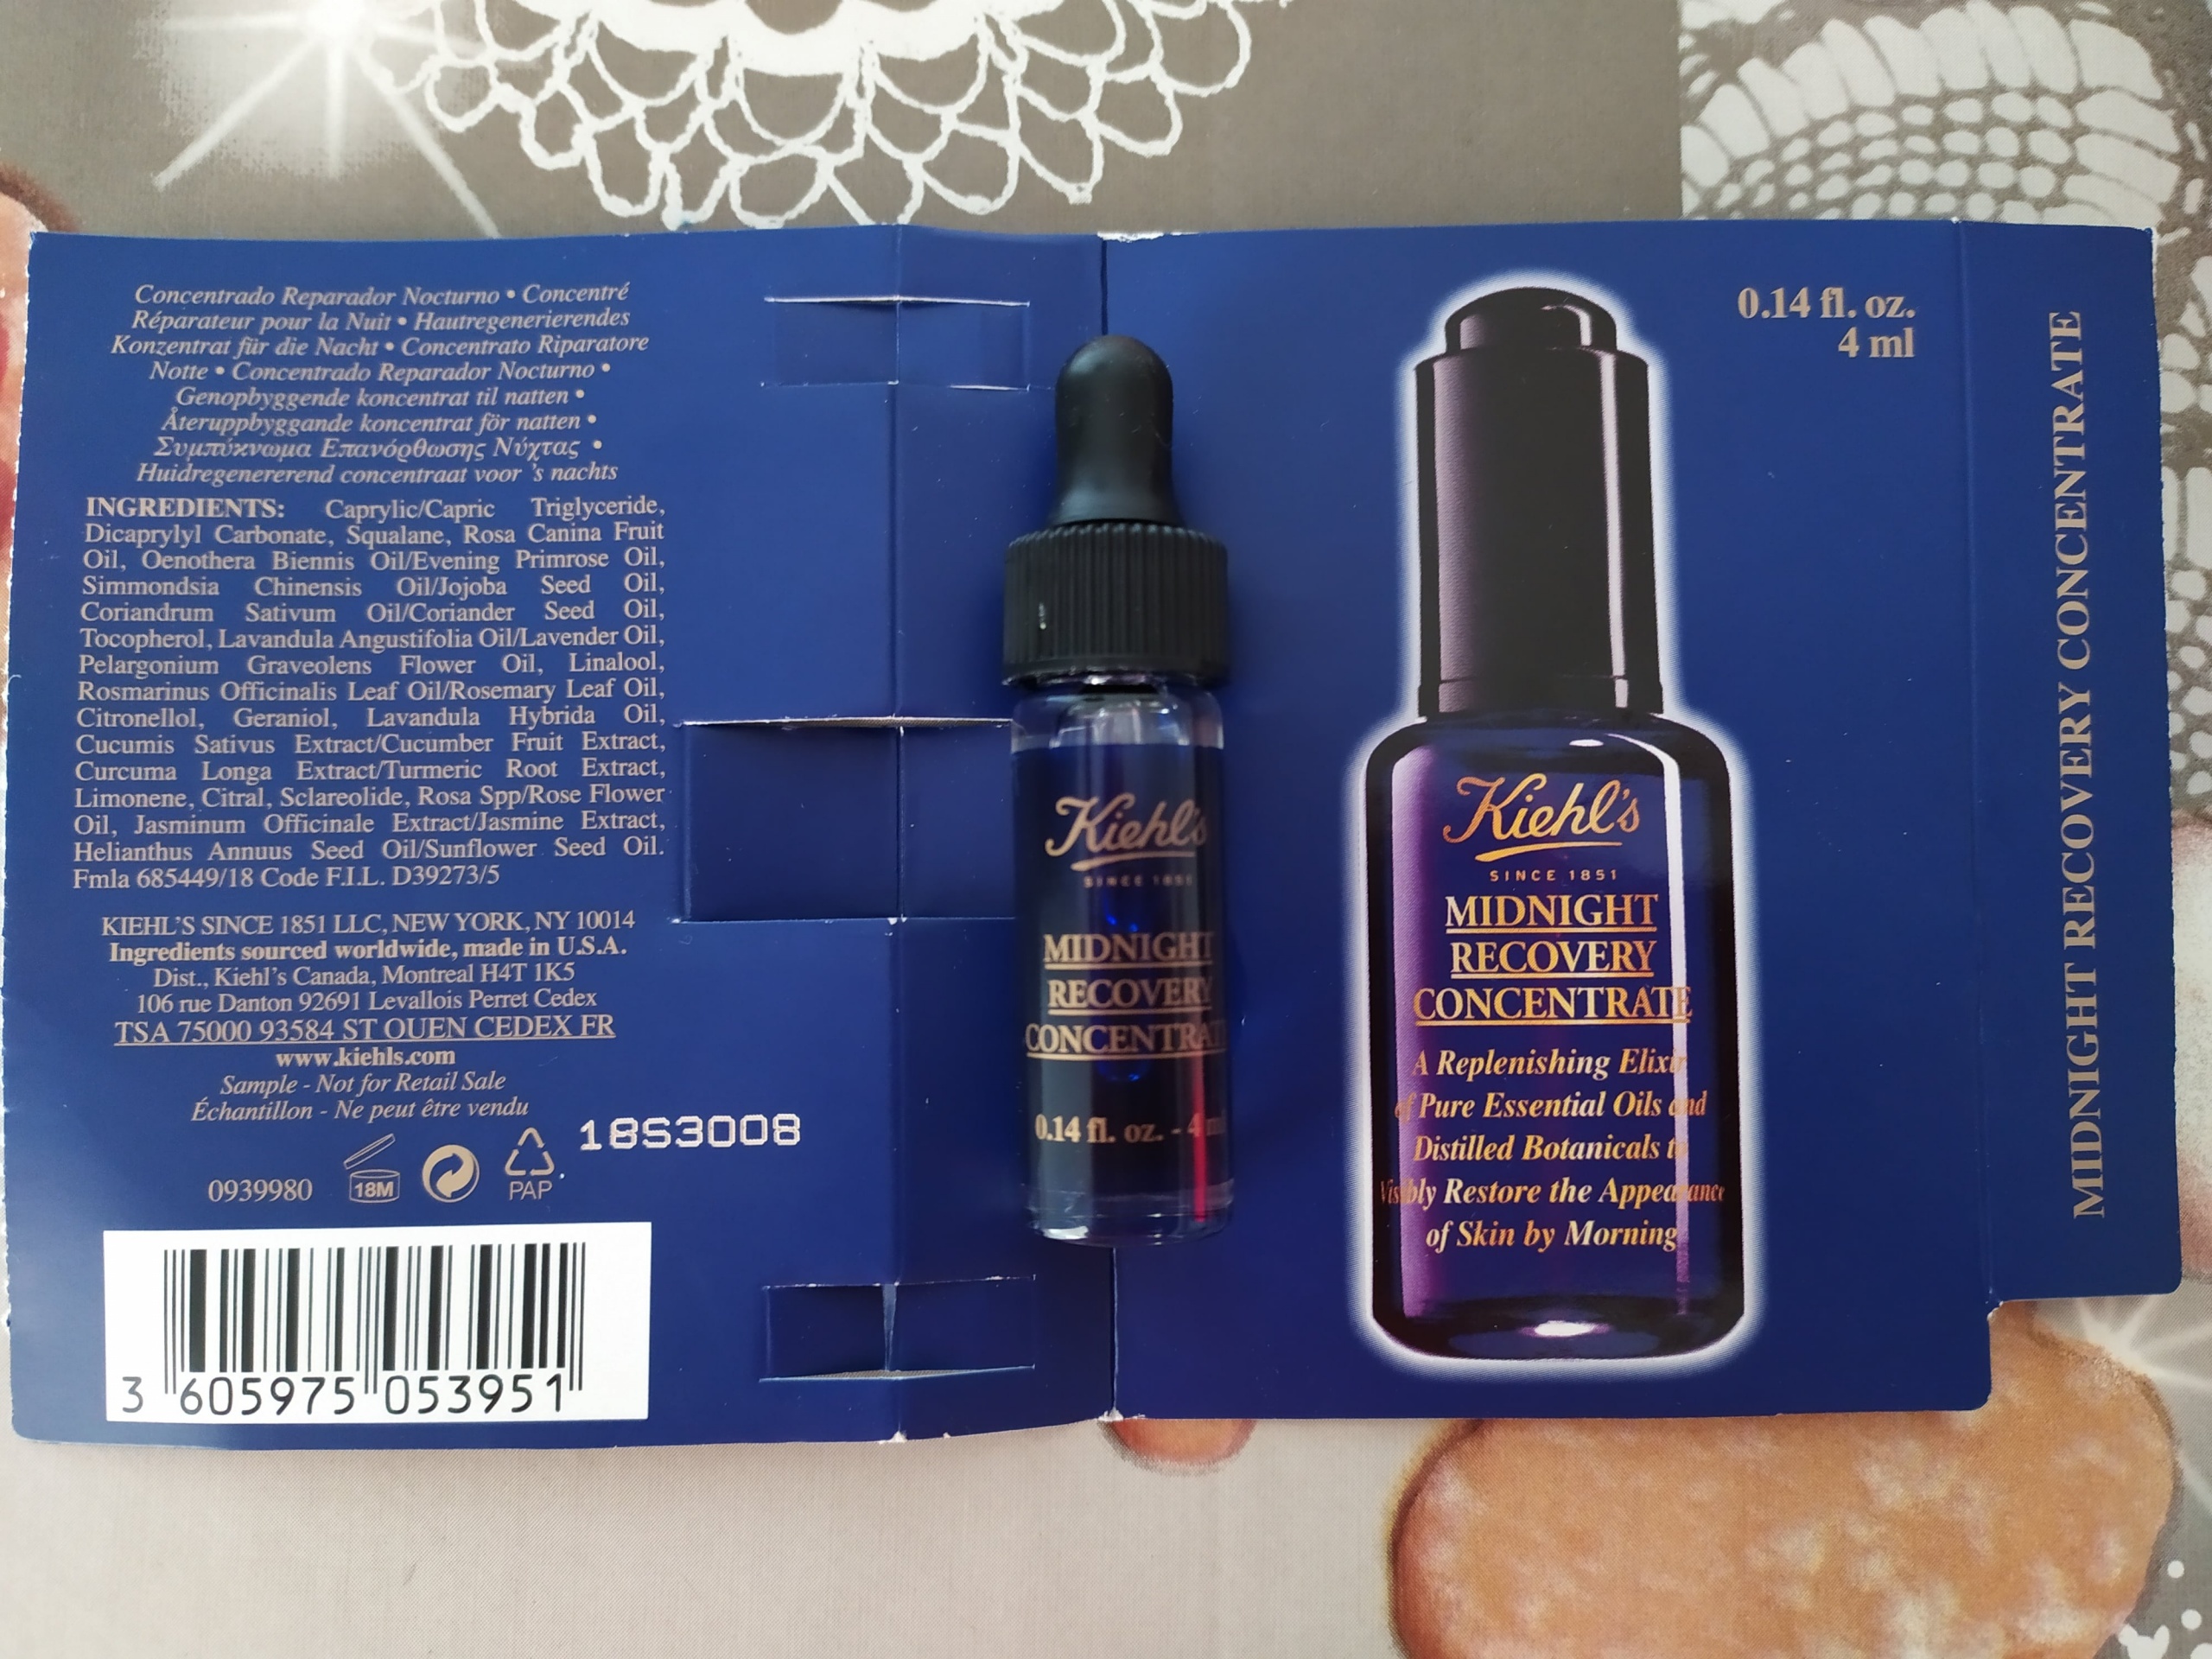 Concentrado Reparador Nocturno • Concentré
Réparateur pour la Nuit • Hautregenerierendes
Konzentrat für die Nacht • Concentrato Riparatore
Notte • Concentrado Reparador Nocturno •
Genopbyggende koncentrat til natten •
Återuppbyggande koncentrat för natten •
Συμπύκνωμα Επανόρθωσης Νύχτας •
Huidregenererend concentraat voor 's nachts
INGREDIENTS: Caprylic/Capric Triglyceride,
Dicaprylyl Carbonate, Squalane, Rosa Canina Fruit
Oil, Oenothera Biennis Oil/Evening Primrose Oil,
Simmondsia Chinensis Oil/Jojoba Seed Oil,
Coriandrum Sativum Oil/Coriander Seed Oil,
Tocopherol, Lavandula Angustifolia Oil/Lavender Oil,
Pelargonium Graveolens Flower Oil, Linalool,
Rosmarinus Officinalis Leaf Oil/Rosemary Leaf Oil,
Citronellol, Geraniol, Lavandula Hybrida Oil,
Cucumis Sativus Extract/Cucumber Fruit Extract,
Curcuma Longa Extract/Turmeric Root Extract,
Limonene, Citral, Sclareolide, Rosa Spp/Rose Flower
Oil, Jasminum Officinale Extract/Jasmine Extract,
Helianthus Annuus Seed Oil/Sunflower Seed Oil.
Fmla 685449/18 Code F.I.L. D39273/5
KIEHL'S SINCE 1851 LLC, NEW YORK, NY 10014
Ingredients sourced worldwide, made in U.S.A.
Dist., Kiehl's Canada, Montreal H4T 1K5
106 rue Danton 92691 Levallois Perret Cedex
TSA 75000 93584 ST OUEN CEDEX FR
www.kiehls.com
Sample - Not for Retail Sale
Échantillon - Ne peut être vendu
18S3008
0939980
18M
PAP
3 605975 053951
Kiehl's
SINCE 1851
MIDNIGHT
RECOVERY
CONCENTRAT
0.14 fl. oz. - 4 ml
0.14 fl. oz.
4 ml
Kiehl's
SINCE 1851
MIDNIGHT
RECOVERY
CONCENTRATE
A Replenishing Elixir
of Pure Essential Oils and
Distilled Botanicals to
Visibly Restore the Appearance
of Skin by Morning
MIDNIGHT RECOVERY CONCENTRATE